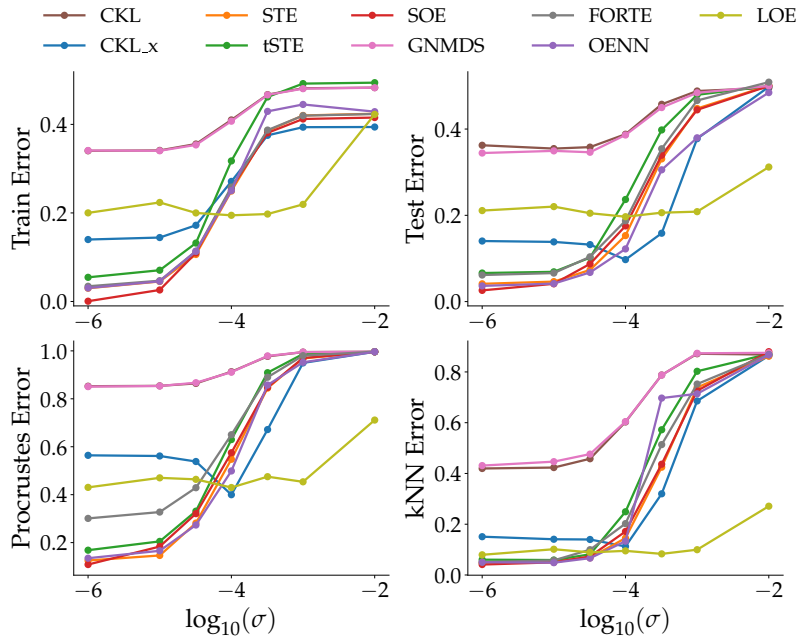 CKL STE SOE FORTE LOE
CKL_x tSTE GNMDS OENN
Train Error
0.4
0.2
0.0
−6 −4 −2
Test Error
0.4
0.2
0.0
−6 −4 −2
Procrustes Error
1.0
0.8
0.6
0.4
0.2
−6 −4 −2
log₁₀(σ)
kNN Error
0.8
0.6
0.4
0.2
0.0
−6 −4 −2
log₁₀(σ)